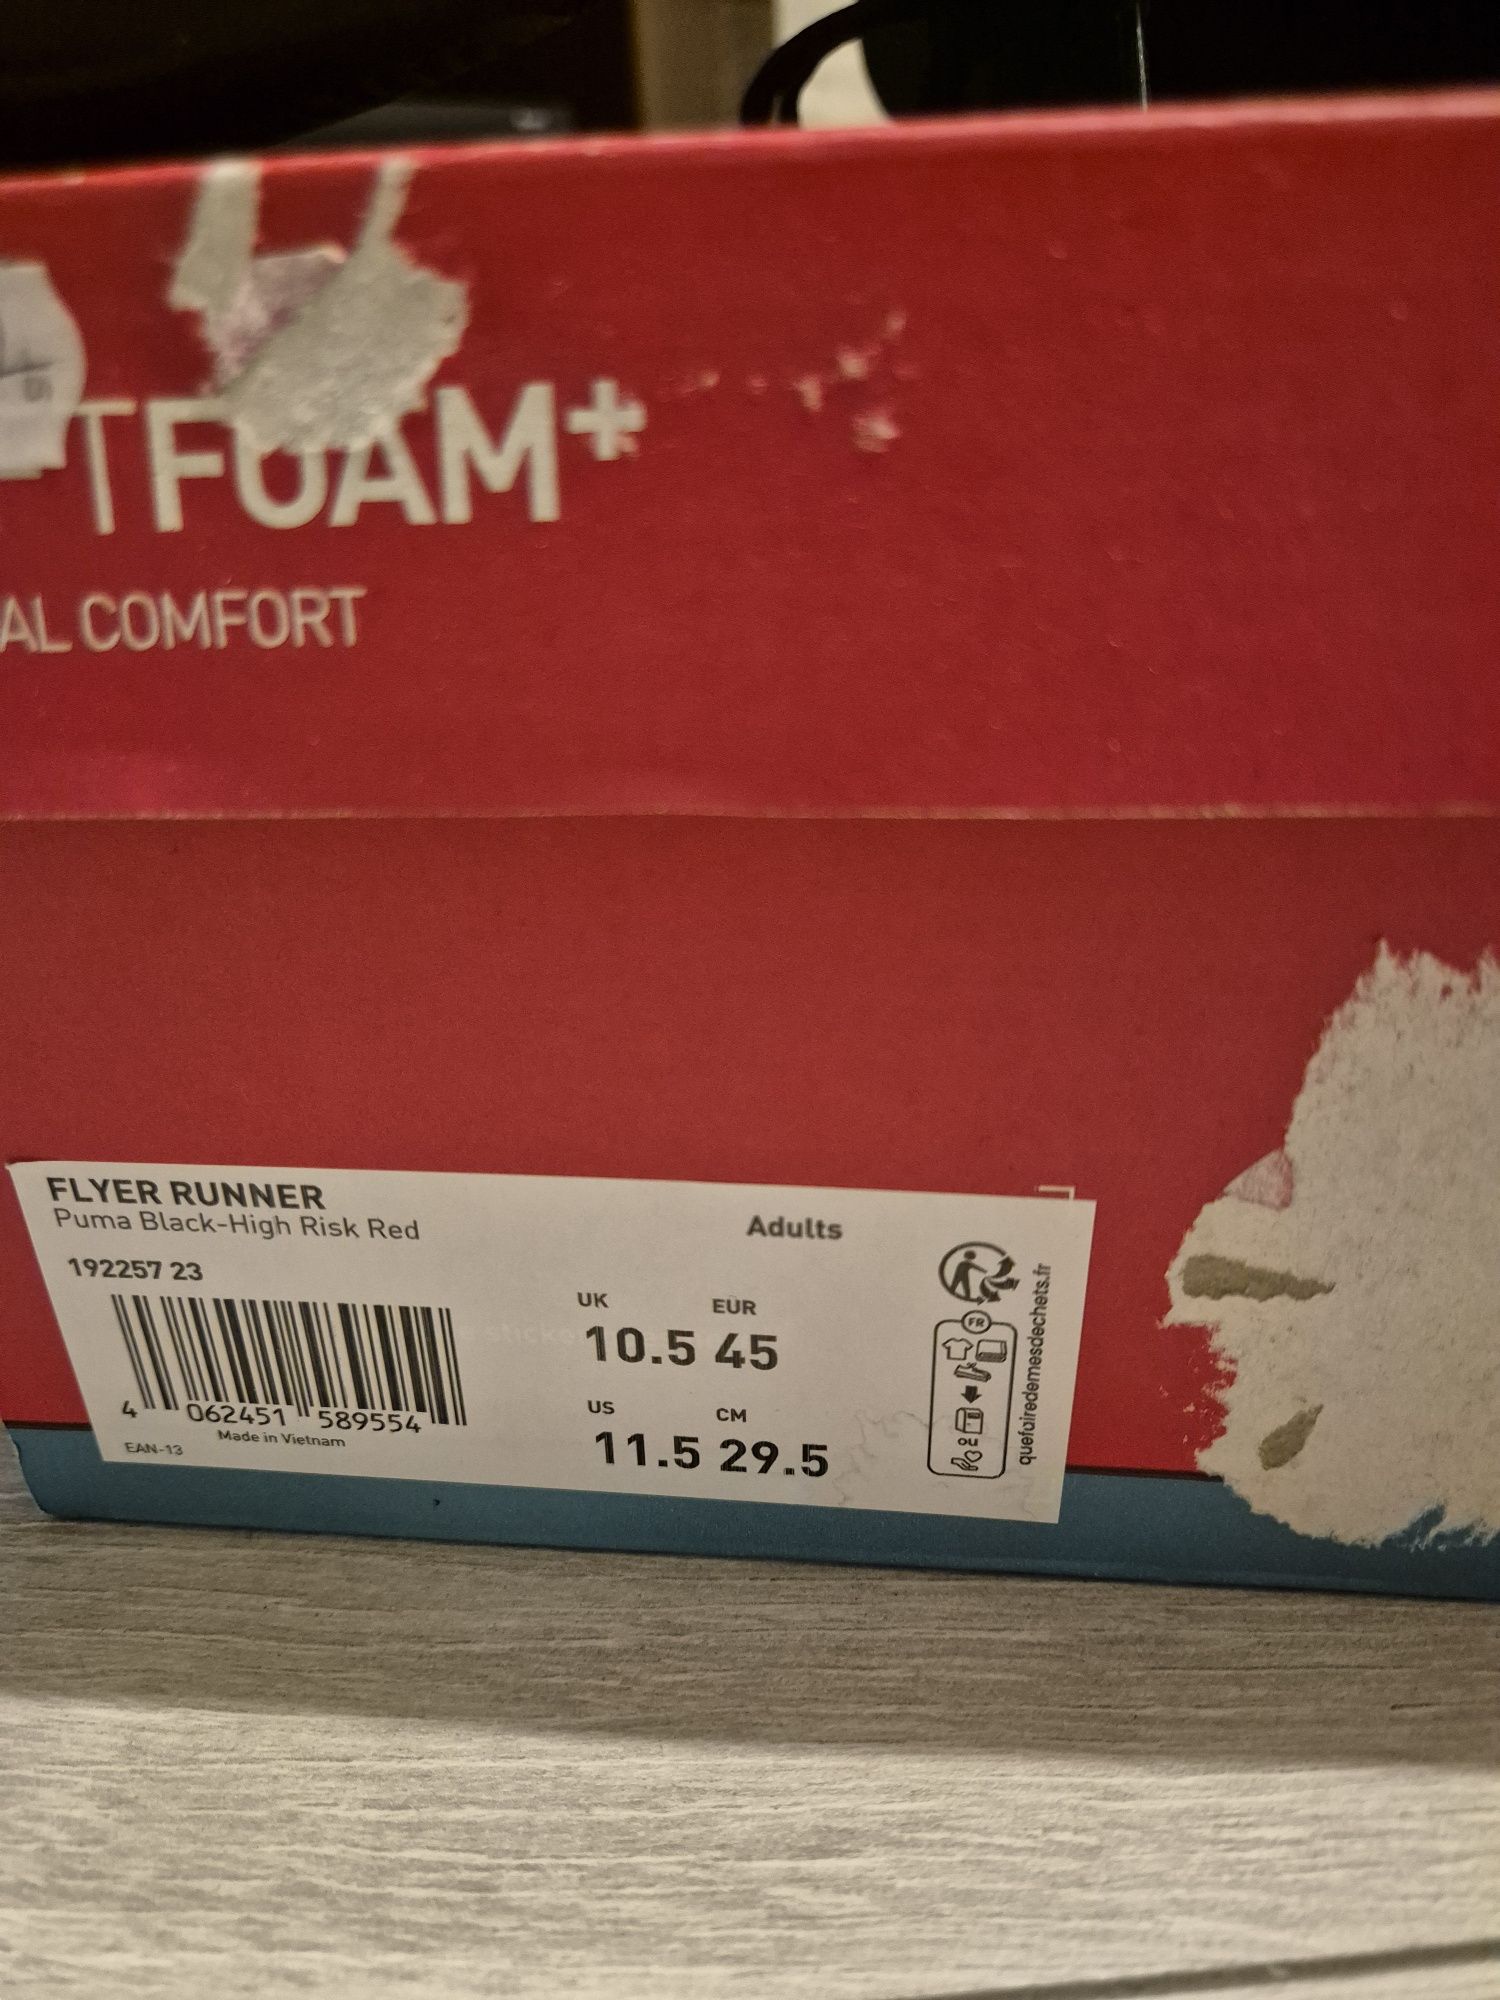 TFOAM+
AL COMFORT
FLYER RUNNER
Puma Black-High Risk Red
Adults
192257 23
UK
EUR
10.5 45
US
CM
11.5 29.5
4 062451 589554
EAN-13
Made in Vietnam
FR
OU
quefairedemesdechets.fr